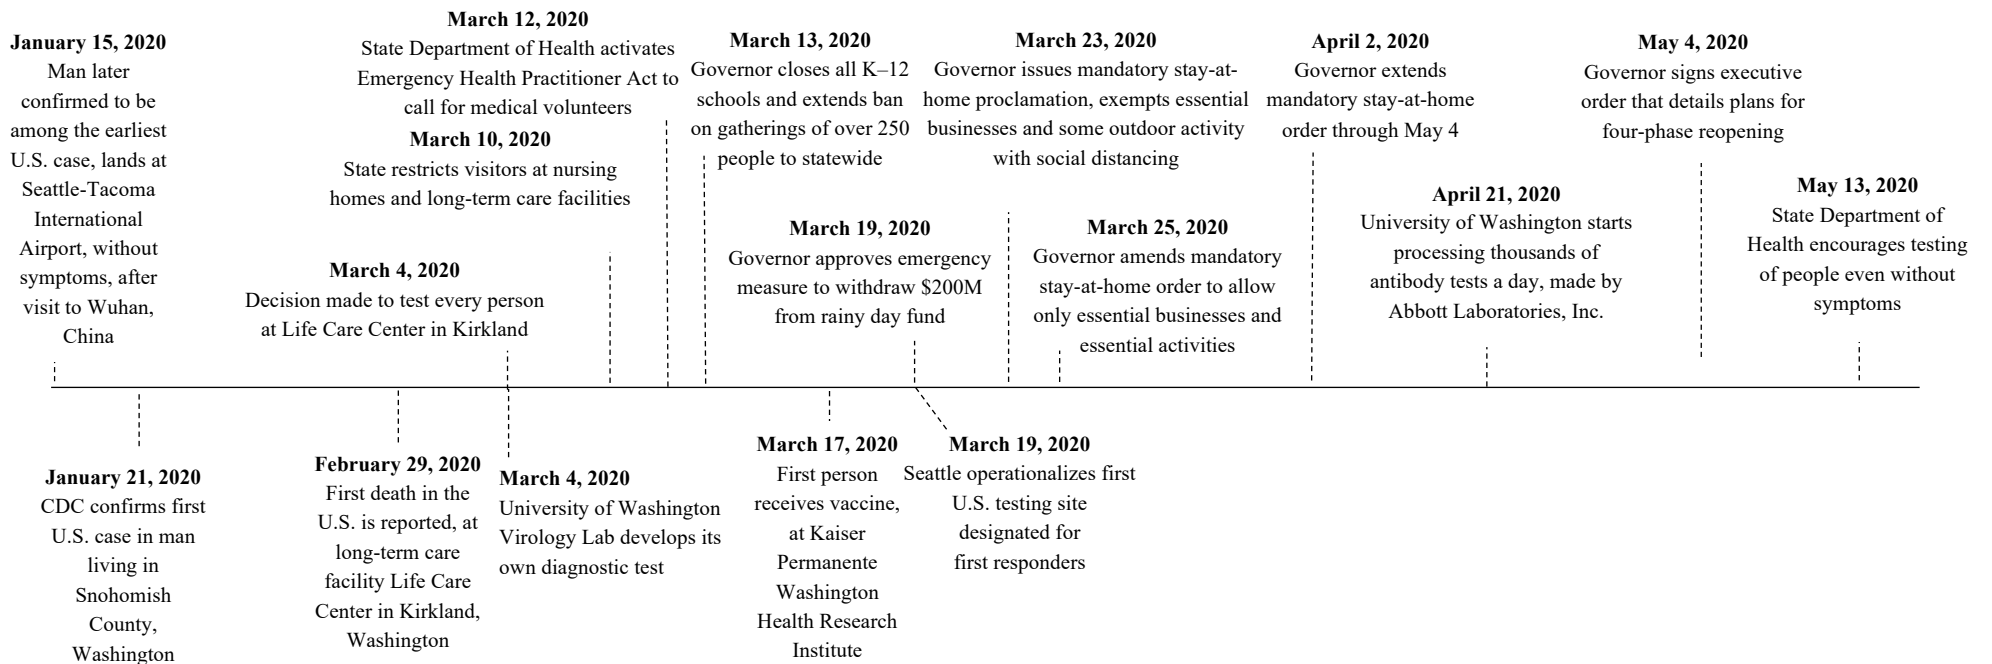 January 15, 2020
Man later
confirmed to be
among the earliest
U.S. case, lands at
Seattle-Tacoma
International
Airport, without
symptoms, after
visit to Wuhan,
China
January 21, 2020
CDC confirms first
U.S. case in man
living in
Snohomish
County,
Washington
February 29, 2020
First death in the
U.S. is reported, at
long-term care
facility Life Care
Center in Kirkland,
Washington
March 4, 2020
Decision made to test every person
at Life Care Center in Kirkland
March 4, 2020
University of Washington
Virology Lab develops its
own diagnostic test
March 10, 2020
State restricts visitors at nursing
homes and long-term care facilities
March 12, 2020
State Department of Health activates
Emergency Health Practitioner Act to
call for medical volunteers
March 13, 2020
Governor closes all K–12
schools and extends ban
on gatherings of over 250
people to statewide
March 17, 2020
First person
receives vaccine,
at Kaiser
Permanente
Washington
Health Research
Institute
March 19, 2020
Governor approves emergency
measure to withdraw $200M
from rainy day fund
March 19, 2020
Seattle operationalizes first
U.S. testing site
designated for
first responders
March 23, 2020
Governor issues mandatory stay-at-
home proclamation, exempts essential
businesses and some outdoor activity
with social distancing
March 25, 2020
Governor amends mandatory
stay-at-home order to allow
only essential businesses and
essential activities
April 2, 2020
Governor extends
mandatory stay-at-home
order through May 4
April 21, 2020
University of Washington starts
processing thousands of
antibody tests a day, made by
Abbott Laboratories, Inc.
May 4, 2020
Governor signs executive
order that details plans for
four-phase reopening
May 13, 2020
State Department of
Health encourages testing
of people even without
symptoms